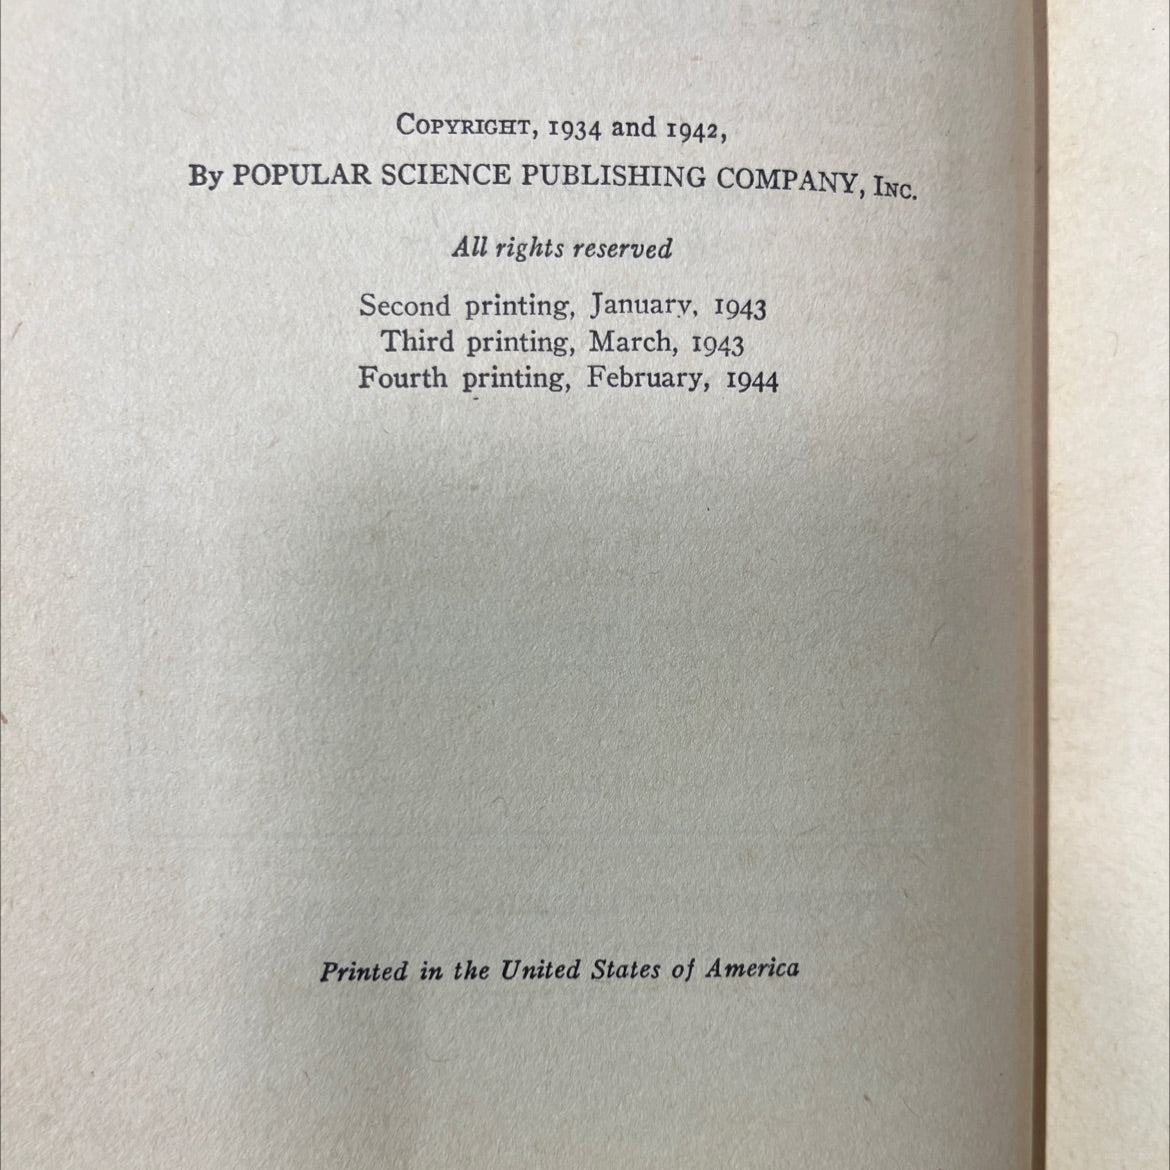 Copyright, 1934 and 1942,
By POPULAR SCIENCE PUBLISHING COMPANY, Inc.
All rights reserved
Second printing, January, 1943
Third printing, March, 1943
Fourth printing, February, 1944
Printed in the United States of America